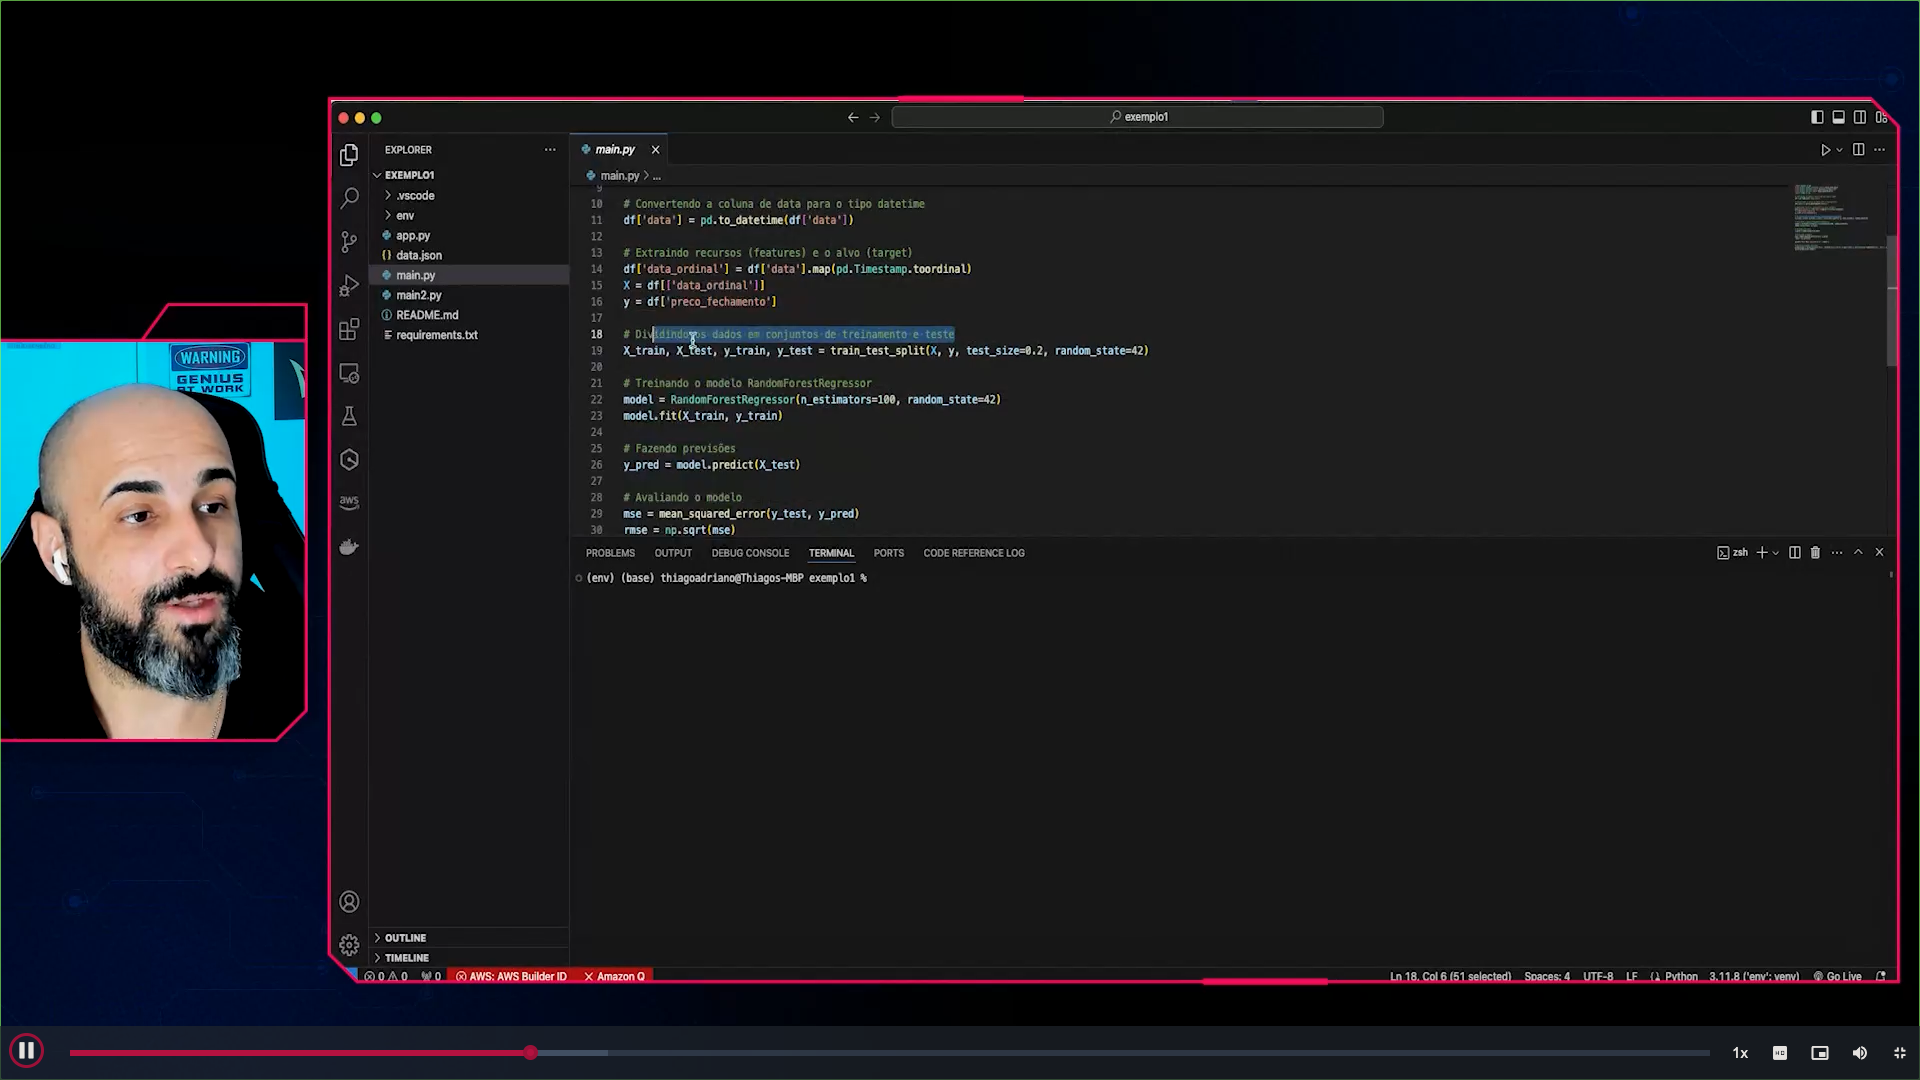 exemplo1
EXPLORER
main.py
EXEMPLO1
main.py > ...
.vscode
env
app.py
data.json
main.py
main2.py
README.md
requirements.txt
9
10 # Convertendo a coluna de data para o tipo datetime
11 df['data'] = pd.to_datetime(df['data'])
12
13 # Extraindo recursos (features) e o alvo (target)
14 df['data_ordinal'] = df['data'].map(pd.Timestamp.toordinal)
15 X = df[['data_ordinal']]
16 y = df['preco_fechamento']
17
18 # Dividindo os dados em conjuntos de treinamento e teste
19 X_train, X_test, y_train, y_test = train_test_split(X, y, test_size=0.2, random_state=42)
20
21 # Treinando o modelo RandomForestRegressor
22 model = RandomForestRegressor(n_estimators=100, random_state=42)
23 model.fit(X_train, y_train)
24
25 # Fazendo previsões
26 y_pred = model.predict(X_test)
27
28 # Avaliando o modelo
29 mse = mean_squared_error(y_test, y_pred)
30 rmse = np.sqrt(mse)
WARNING
GENIUS
AT WORK
aws
PROBLEMS OUTPUT DEBUG CONSOLE TERMINAL PORTS CODE REFERENCE LOG
zsh
(env) (base) thiagoadriano@Thiagos-MBP exemplo1 %
OUTLINE
TIMELINE
0 0 0 AWS: AWS Builder ID Amazon Q
Ln 18, Col 6 (51 selected) Spaces: 4 UTF-8 LF Python 3.11.8 ('env': venv) Go Live
1x HD